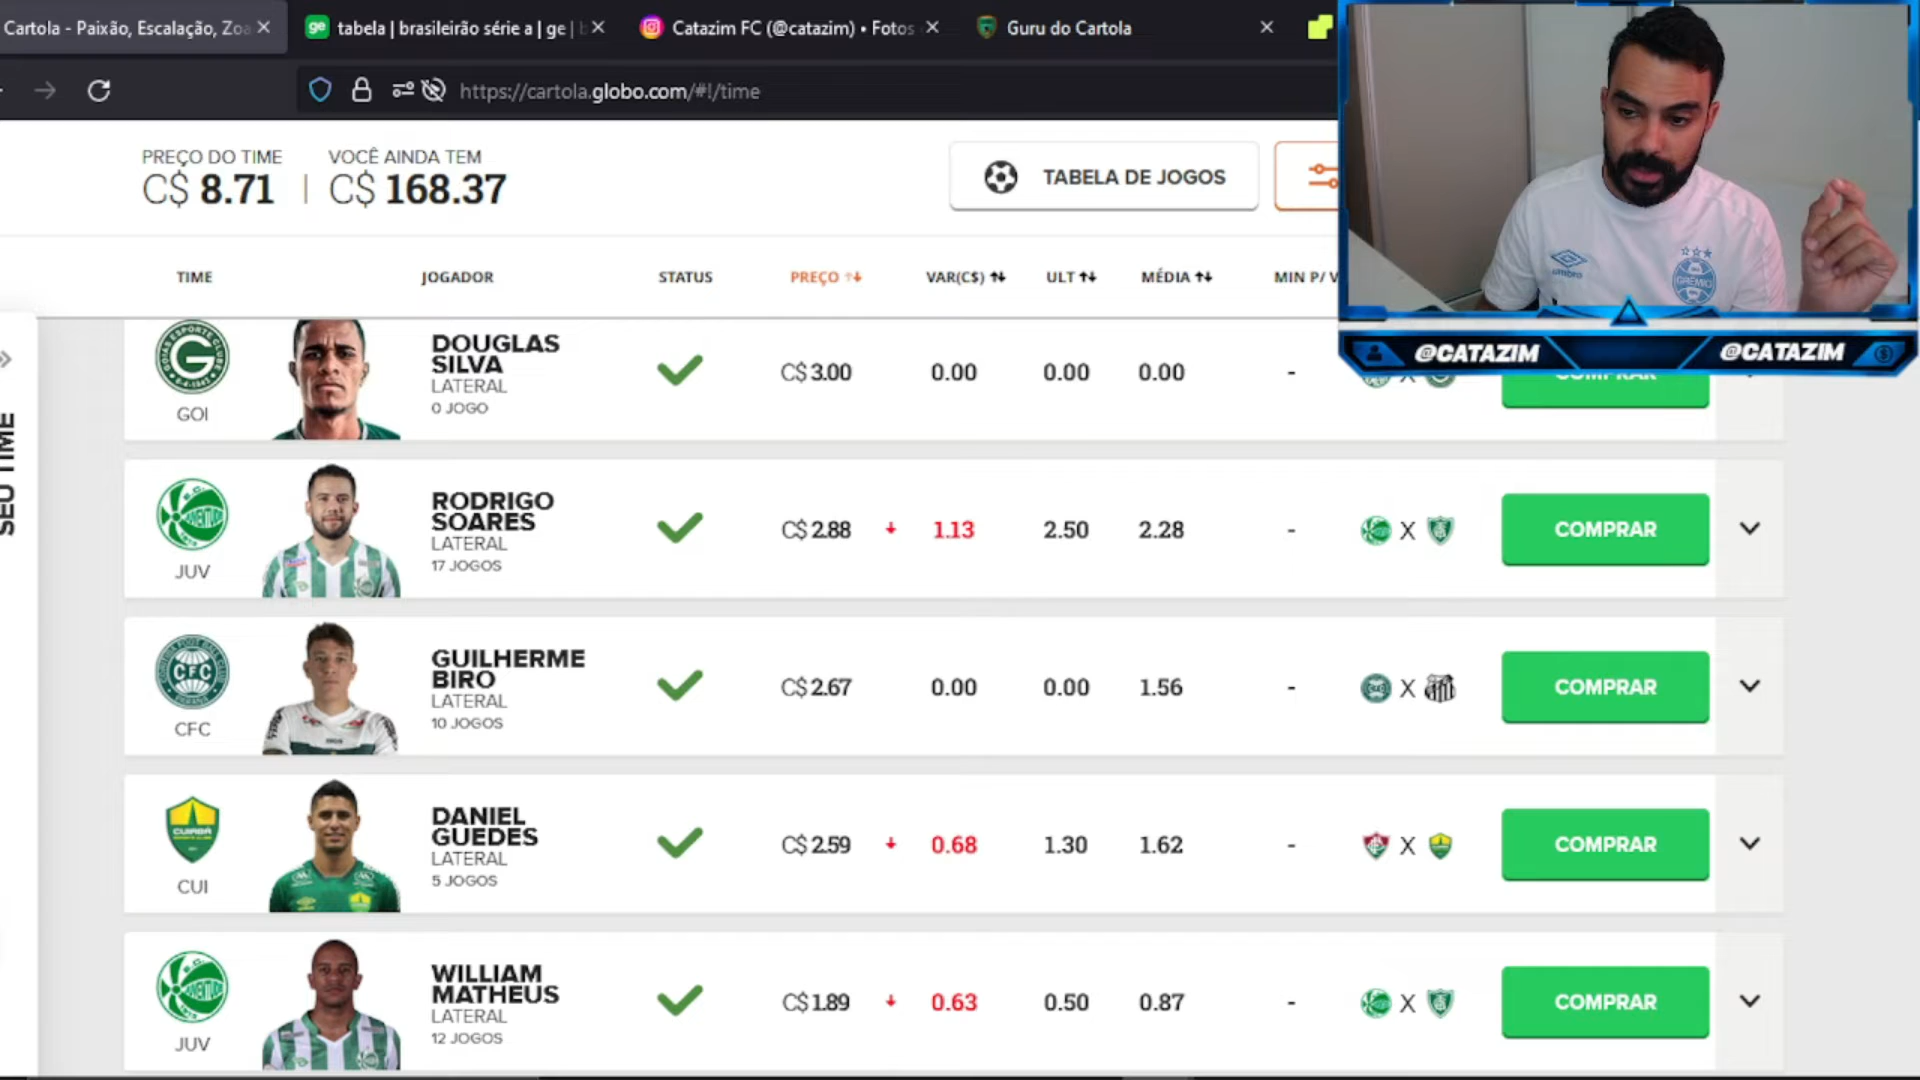 Cartola - Paixão, Escalação, Zoa
ge tabela | brasileirão série a | ge |
Catazim FC (@catazim) • Fotos
Guru do Cartola
https://cartola.globo.com/#!/time
PREÇO DO TIME
C$ 8.71
VOCÊ AINDA TEM
C$ 168.37
TABELA DE JOGOS
umbro
GRÊMIO
@CATAZIM
@CATAZIM
TIME JOGADOR STATUS PREÇO VAR(C$) ULT MÉDIA MIN P/ V
SEU TIME
GOI
DOUGLAS
SILVA
LATERAL
0 JOGO
C$ 3.00 0.00 0.00 0.00 - X COMPRAR
JUV
RODRIGO
SOARES
LATERAL
17 JOGOS
C$ 2.88 1.13 2.50 2.28 - X COMPRAR
CFC
CFC
GUILHERME
BIRO
LATERAL
10 JOGOS
C$ 2.67 0.00 0.00 1.56 - X COMPRAR
CUIABÁ
CUI
DANIEL
GUEDES
LATERAL
5 JOGOS
C$ 2.59 0.68 1.30 1.62 - X COMPRAR
JUV
WILLIAM
MATHEUS
LATERAL
12 JOGOS
C$ 1.89 0.63 0.50 0.87 - X COMPRAR